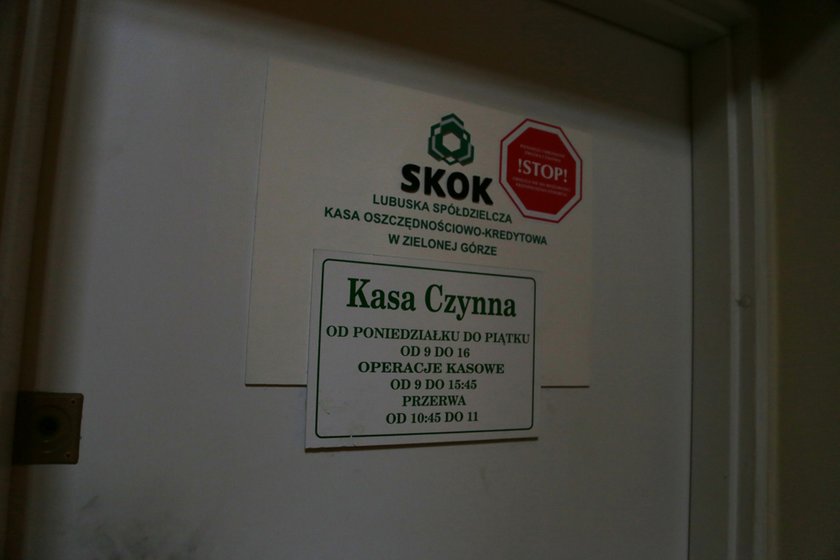 SKOK
LUBUSKA SPÓŁDZIELCZA
KASA OSZCZĘDNOŚCIOWO-KREDYTOWA
W ZIELONEJ GÓRZE
!STOP!
Kasa Czynna
OD PONIEDZIAŁKU DO PIĄTKU
OD 9 DO 16
OPERACJE KASOWE
OD 9 DO 15:45
PRZERWA
OD 10:45 DO 11